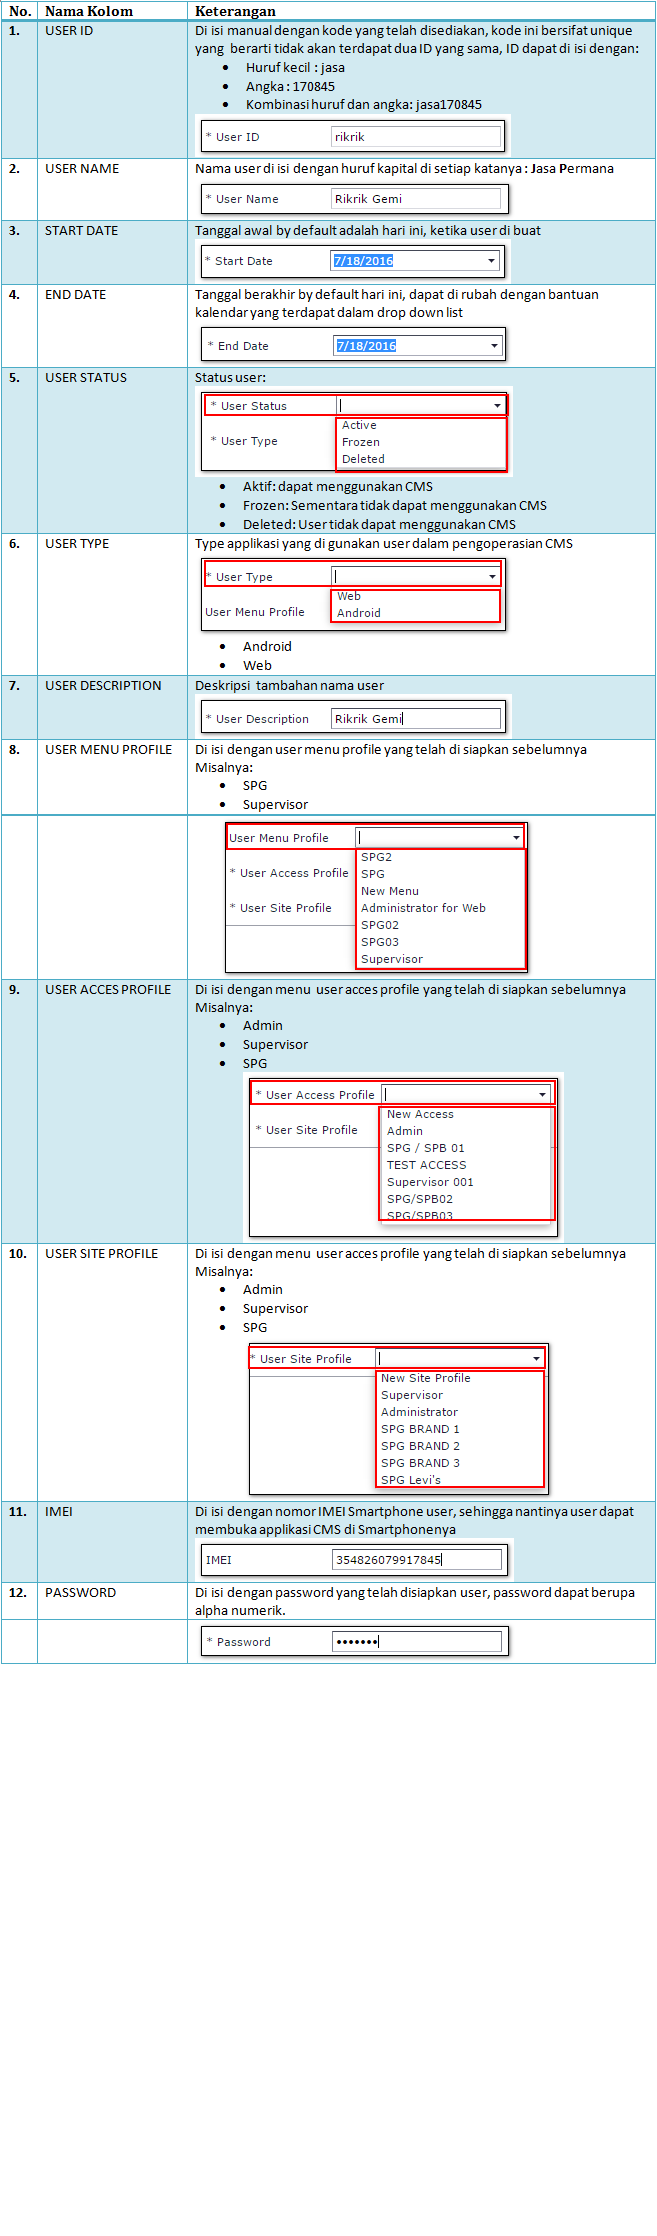 No. Nama Kolom Keterangan
1. USER ID Di isi manual dengan kode yang telah disediakan, kode ini bersifat unique
yang berarti tidak akan terdapat dua ID yang sama, ID dapat di isi dengan:
• Huruf kecil : jasa
• Angka : 170845
• Kombinasi huruf dan angka: jasa170845
* User ID rikrik
2. USER NAME Nama user di isi dengan huruf kapital di setiap katanya : Jasa Permana
* User Name Rikrik Gemi
3. START DATE Tanggal awal by default adalah hari ini, ketika user di buat
* Start Date 7/18/2016
4. END DATE Tanggal berakhir by default hari ini, dapat di rubah dengan bantuan
kalendar yang terdapat dalam drop down list
* End Date 7/18/2016
5. USER STATUS Status user:
* User Status
Active
* User Type Frozen
Deleted
• Aktif: dapat menggunakan CMS
• Frozen: Sementara tidak dapat menggunakan CMS
• Deleted: User tidak dapat menggunakan CMS
6. USER TYPE Type applikasi yang di gunakan user dalam pengoperasian CMS
* User Type
Web
User Menu Profile Android
• Android
• Web
7. USER DESCRIPTION Deskripsi tambahan nama user
* User Description Rikrik Gemi
8. USER MENU PROFILE Di isi dengan user menu profile yang telah di siapkan sebelumnya
Misalnya:
• SPG
• Supervisor
User Menu Profile
SPG2
* User Access Profile SPG
New Menu
* User Site Profile Administrator for Web
SPG02
SPG03
Supervisor
9. USER ACCES PROFILE Di isi dengan menu user acces profile yang telah di siapkan sebelumnya
Misalnya:
• Admin
• Supervisor
• SPG
* User Access Profile
New Access
* User Site Profile Admin
SPG / SPB 01
TEST ACCESS
Supervisor 001
SPG/SPB02
SPG/SPB03
10. USER SITE PROFILE Di isi dengan menu user acces profile yang telah di siapkan sebelumnya
Misalnya:
• Admin
• Supervisor
• SPG
* User Site Profile
New Site Profile
Supervisor
Administrator
SPG BRAND 1
SPG BRAND 2
SPG BRAND 3
SPG Levi's
11. IMEI Di isi dengan nomor IMEI Smartphone user, sehingga nantinya user dapat
membuka applikasi CMS di Smartphonenya
IMEI 354826079917845
12. PASSWORD Di isi dengan password yang telah disiapkan user, password dapat berupa
alpha numerik.
* Password •••••••